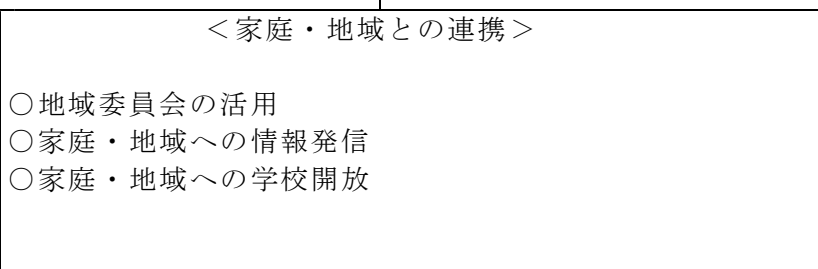 ＜家庭・地域との連携＞
○地域委員会の活用
○家庭・地域への情報発信
○家庭・地域への学校開放